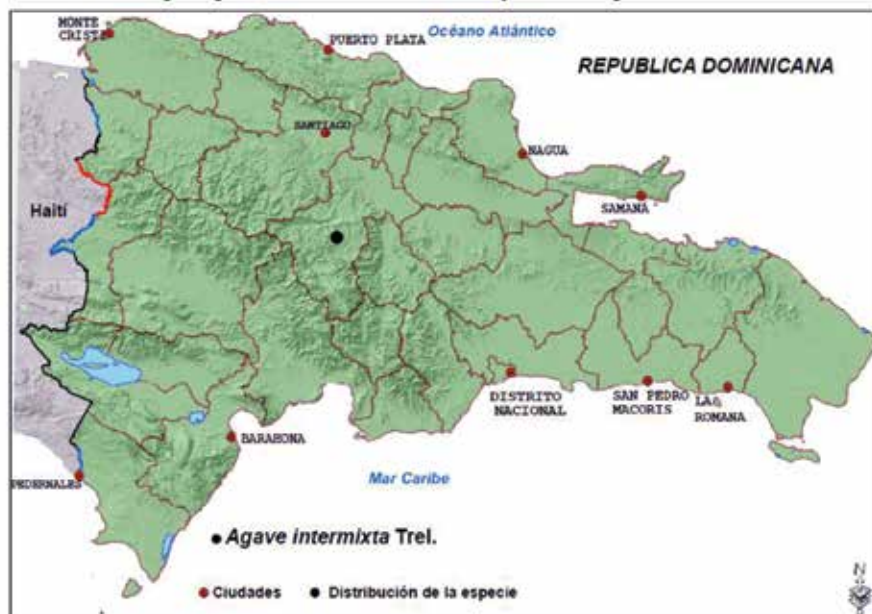 MONTE
CRISTI
PUERTO PLATA
Océano Atlántico
REPUBLICA DOMINICANA
SANTIAGO
NAGUA
Haití
SAMANA
DISTRITO
NACIONAL
SAN PEDRO
MACORIS
LA
ROMANA
BARAHONA
PEDERNALES
Mar Caribe
Agave intermixta Trel.
Ciudades
Distribución de la especie
N